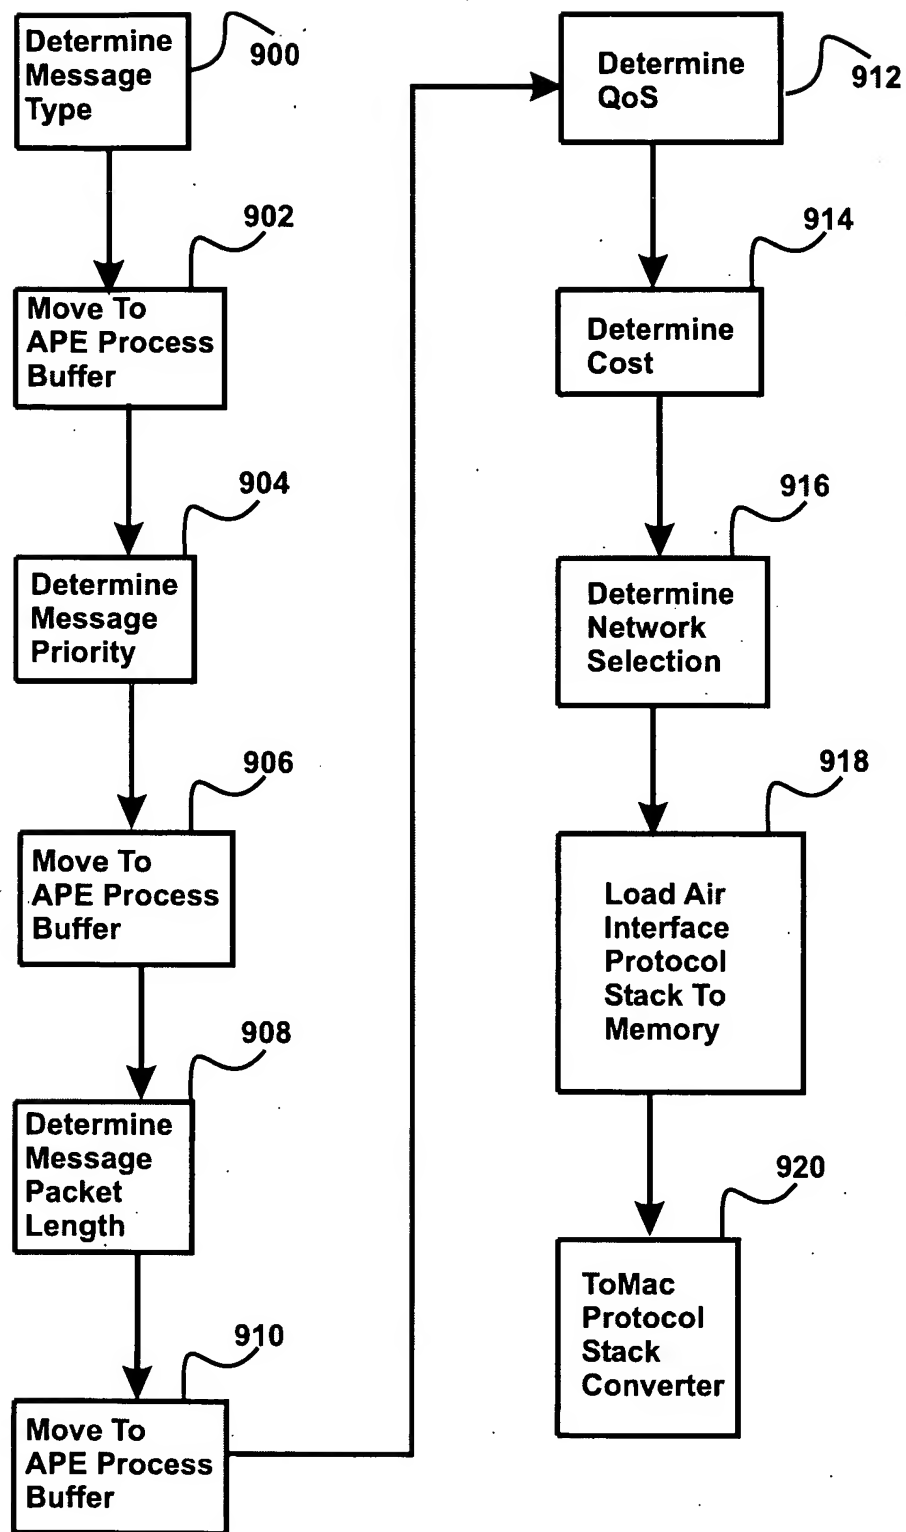 Determine
Message
Type
900
902
Move To
APE Process
Buffer
904
Determine
Message
Priority
906
Move To
APE Process
Buffer
908
Determine
Message
Packet
Length
910
Move To
APE Process
Buffer
Determine
QoS
912
914
Determine
Cost
916
Determine
Network
Selection
918
Load Air
Interface
Protocol
Stack To
Memory
920
ToMac
Protocol
Stack
Converter